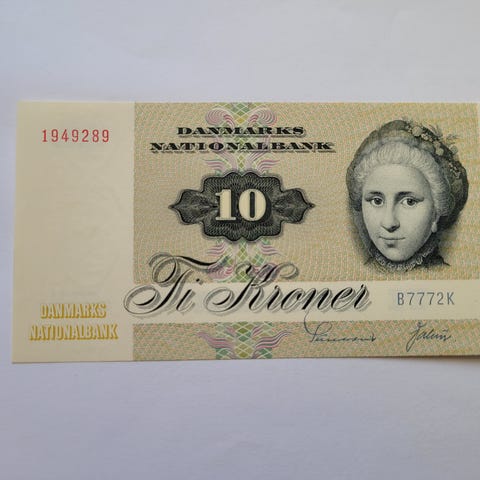 1949289
DANMARKS
NATIONALBANK
10
Ti Kroner
B7772K
DANMARKS
NATIONALBANK